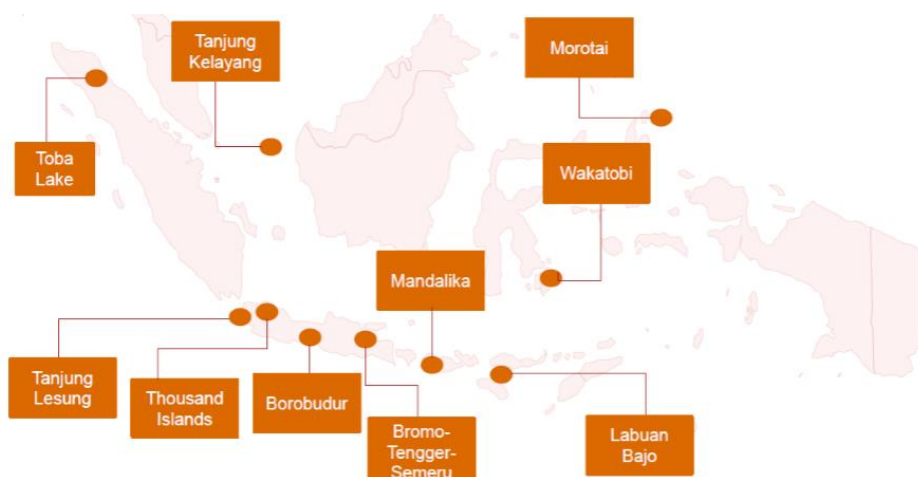 Tanjung
Kelayang
Morotai
Toba
Lake
Wakatobi
Mandalika
Tanjung
Lesung
Thousand
Islands
Borobudur
Bromo-
Tengger-
Semeru
Labuan
Bajo